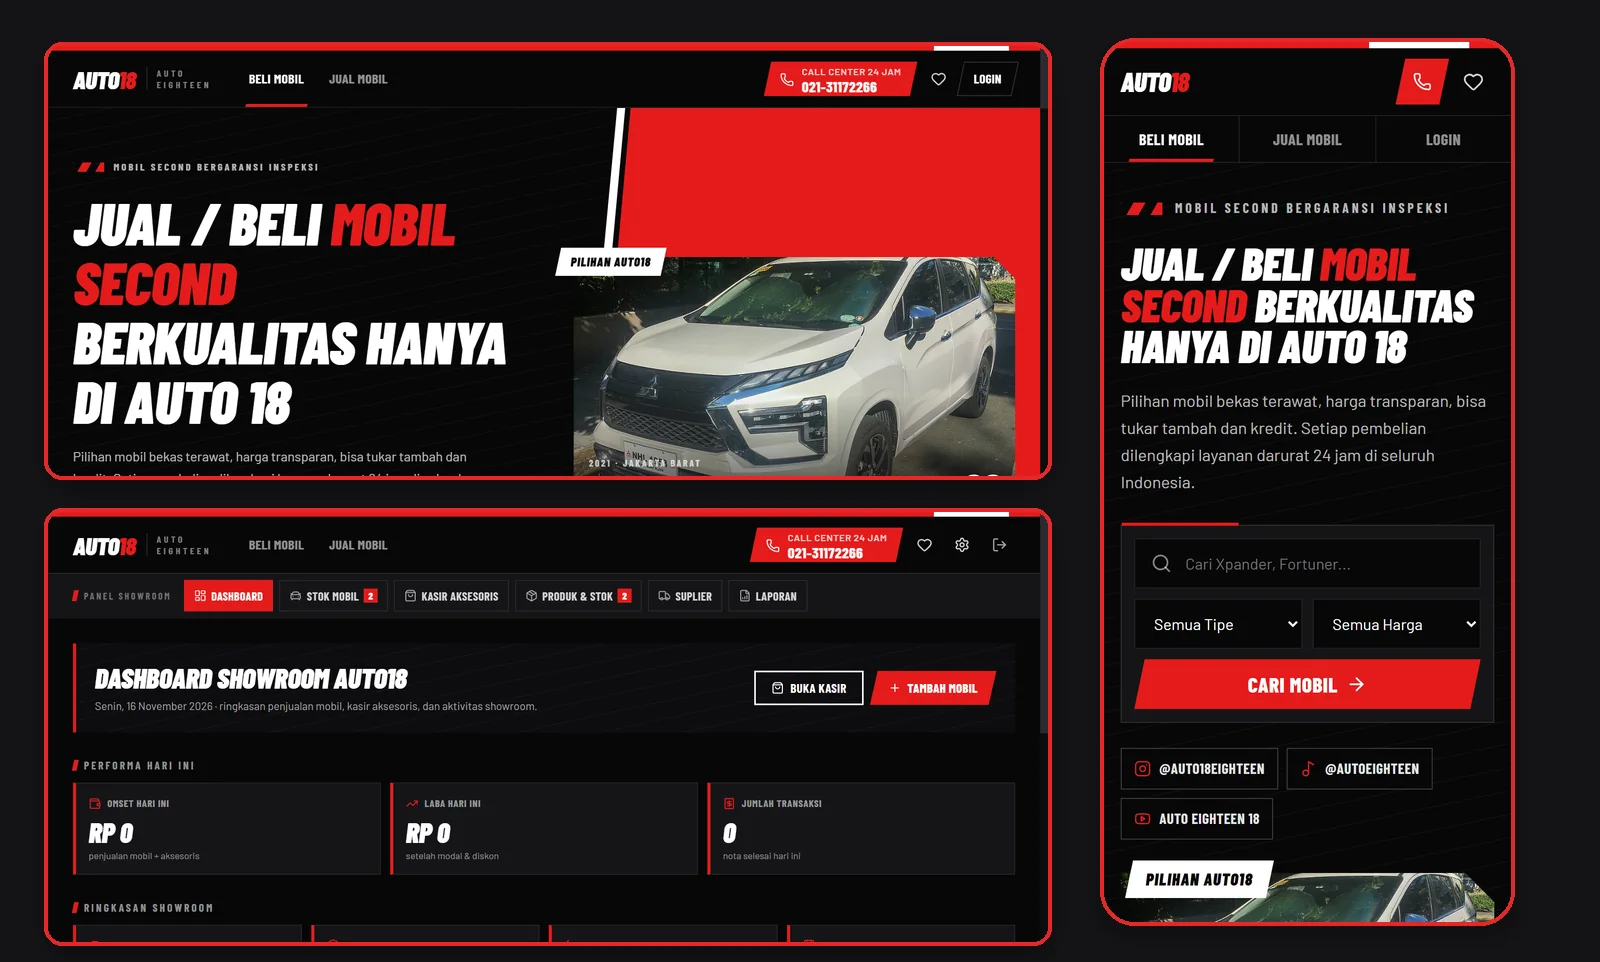 AUTO18
AUTO
EIGHTEEN
BELI MOBIL
JUAL MOBIL
CALL CENTER 24 JAM
021-31172266
LOGIN
MOBIL SECOND BERGARANSI INSPEKSI
JUAL / BELI MOBIL
SECOND
BERKUALITAS HANYA
DI AUTO 18
Pilihan mobil bekas terawat, harga transparan, bisa tukar tambah dan
PILIHAN AUTO18
2021 · JAKARTA BARAT
AUTO18
AUTO
EIGHTEEN
BELI MOBIL
JUAL MOBIL
CALL CENTER 24 JAM
021-31172266
PANEL SHOWROOM
DASHBOARD
STOK MOBIL 2
KASIR AKSESORIS
PRODUK & STOK 2
SUPLIER
LAPORAN
DASHBOARD SHOWROOM AUTO18
Senin, 16 November 2026 · ringkasan penjualan mobil, kasir aksesoris, dan aktivitas showroom.
BUKA KASIR
+ TAMBAH MOBIL
PERFORMA HARI INI
OMSET HARI INI
RP 0
penjualan mobil + aksesoris
LABA HARI INI
RP 0
setelah modal & diskon
JUMLAH TRANSAKSI
0
nota selesai hari ini
RINGKASAN SHOWROOM
AUTO18
BELI MOBIL
JUAL MOBIL
LOGIN
MOBIL SECOND BERGARANSI INSPEKSI
JUAL / BELI MOBIL
SECOND BERKUALITAS
HANYA DI AUTO 18
Pilihan mobil bekas terawat, harga transparan, bisa
tukar tambah dan kredit. Setiap pembelian
dilengkapi layanan darurat 24 jam di seluruh
Indonesia.
Cari Xpander, Fortuner...
Semua Tipe
Semua Harga
CARI MOBIL
@AUTO18EIGHTEEN
@AUTOEIGHTEEN
AUTO EIGHTEEN 18
PILIHAN AUTO18